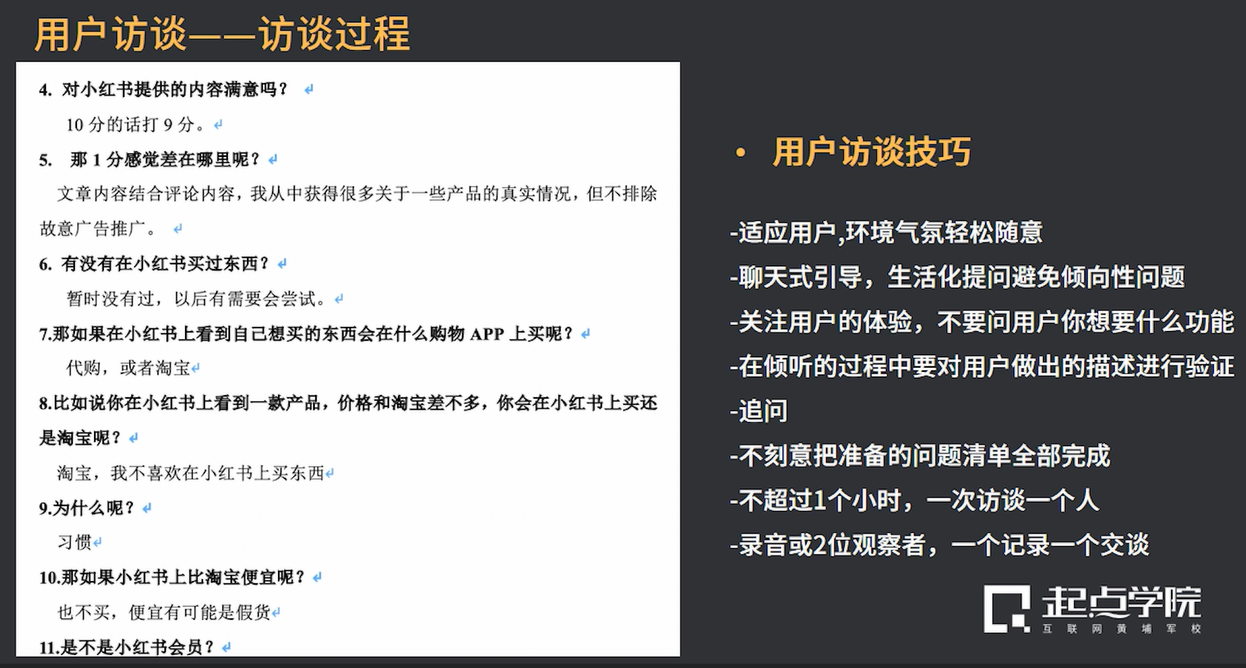 用户访谈——访谈过程
4. 对小红书提供的内容满意吗？
10 分的话打 9 分。
5. 那 1 分感觉差在哪里呢？
文章内容结合评论内容，我从中获得很多关于一些产品的真实情况，但不排除
故意广告推广。
6. 有没有在小红书买过东西？
暂时没有过，以后有需要会尝试。
7.那如果在小红书上看到自己想买的东西会在什么购物 APP 上买呢？
代购，或者淘宝
8.比如说你在小红书上看到一款产品，价格和淘宝差不多，你会在小红书上买还
是淘宝呢？
淘宝，我不喜欢在小红书上买东西
9.为什么呢？
习惯
10.那如果小红书上比淘宝便宜呢？
也不买，便宜有可能是假货
11.是不是小红书会员？
• 用户访谈技巧
-适应用户,环境气氛轻松随意
-聊天式引导，生活化提问避免倾向性问题
-关注用户的体验，不要问用户你想要什么功能
-在倾听的过程中要对用户做出的描述进行验证
-追问
-不刻意把准备的问题清单全部完成
-不超过1个小时，一次访谈一个人
-录音或2位观察者，一个记录一个交谈
起点学院
互联网黄埔军校